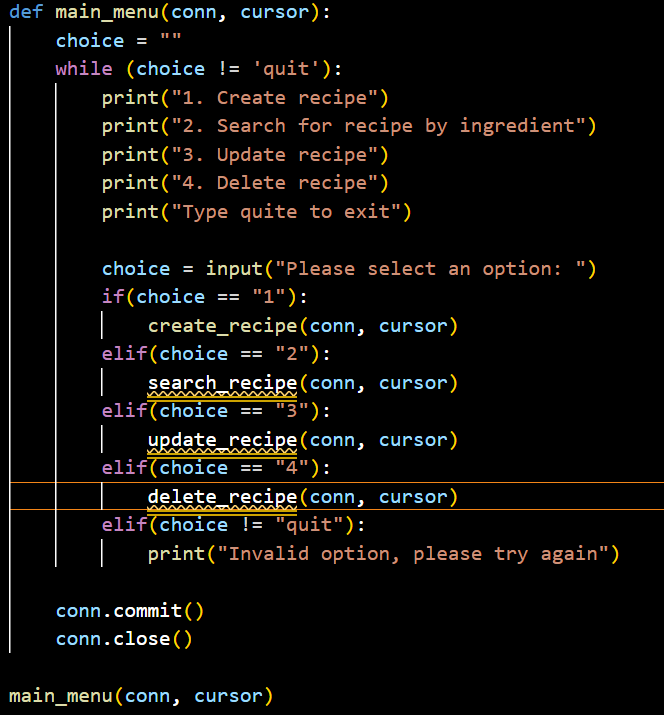 def main_menu(conn, cursor):
    choice = ""
    while (choice != 'quit'):
        print("1. Create recipe")
        print("2. Search for recipe by ingredient")
        print("3. Update recipe")
        print("4. Delete recipe")
        print("Type quite to exit")

        choice = input("Please select an option: ")
        if(choice == "1"):
            create_recipe(conn, cursor)
        elif(choice == "2"):
            search_recipe(conn, cursor)
        elif(choice == "3"):
            update_recipe(conn, cursor)
        elif(choice == "4"):
            delete_recipe(conn, cursor)
        elif(choice != "quit"):
            print("Invalid option, please try again")

    conn.commit()
    conn.close()

main_menu(conn, cursor)